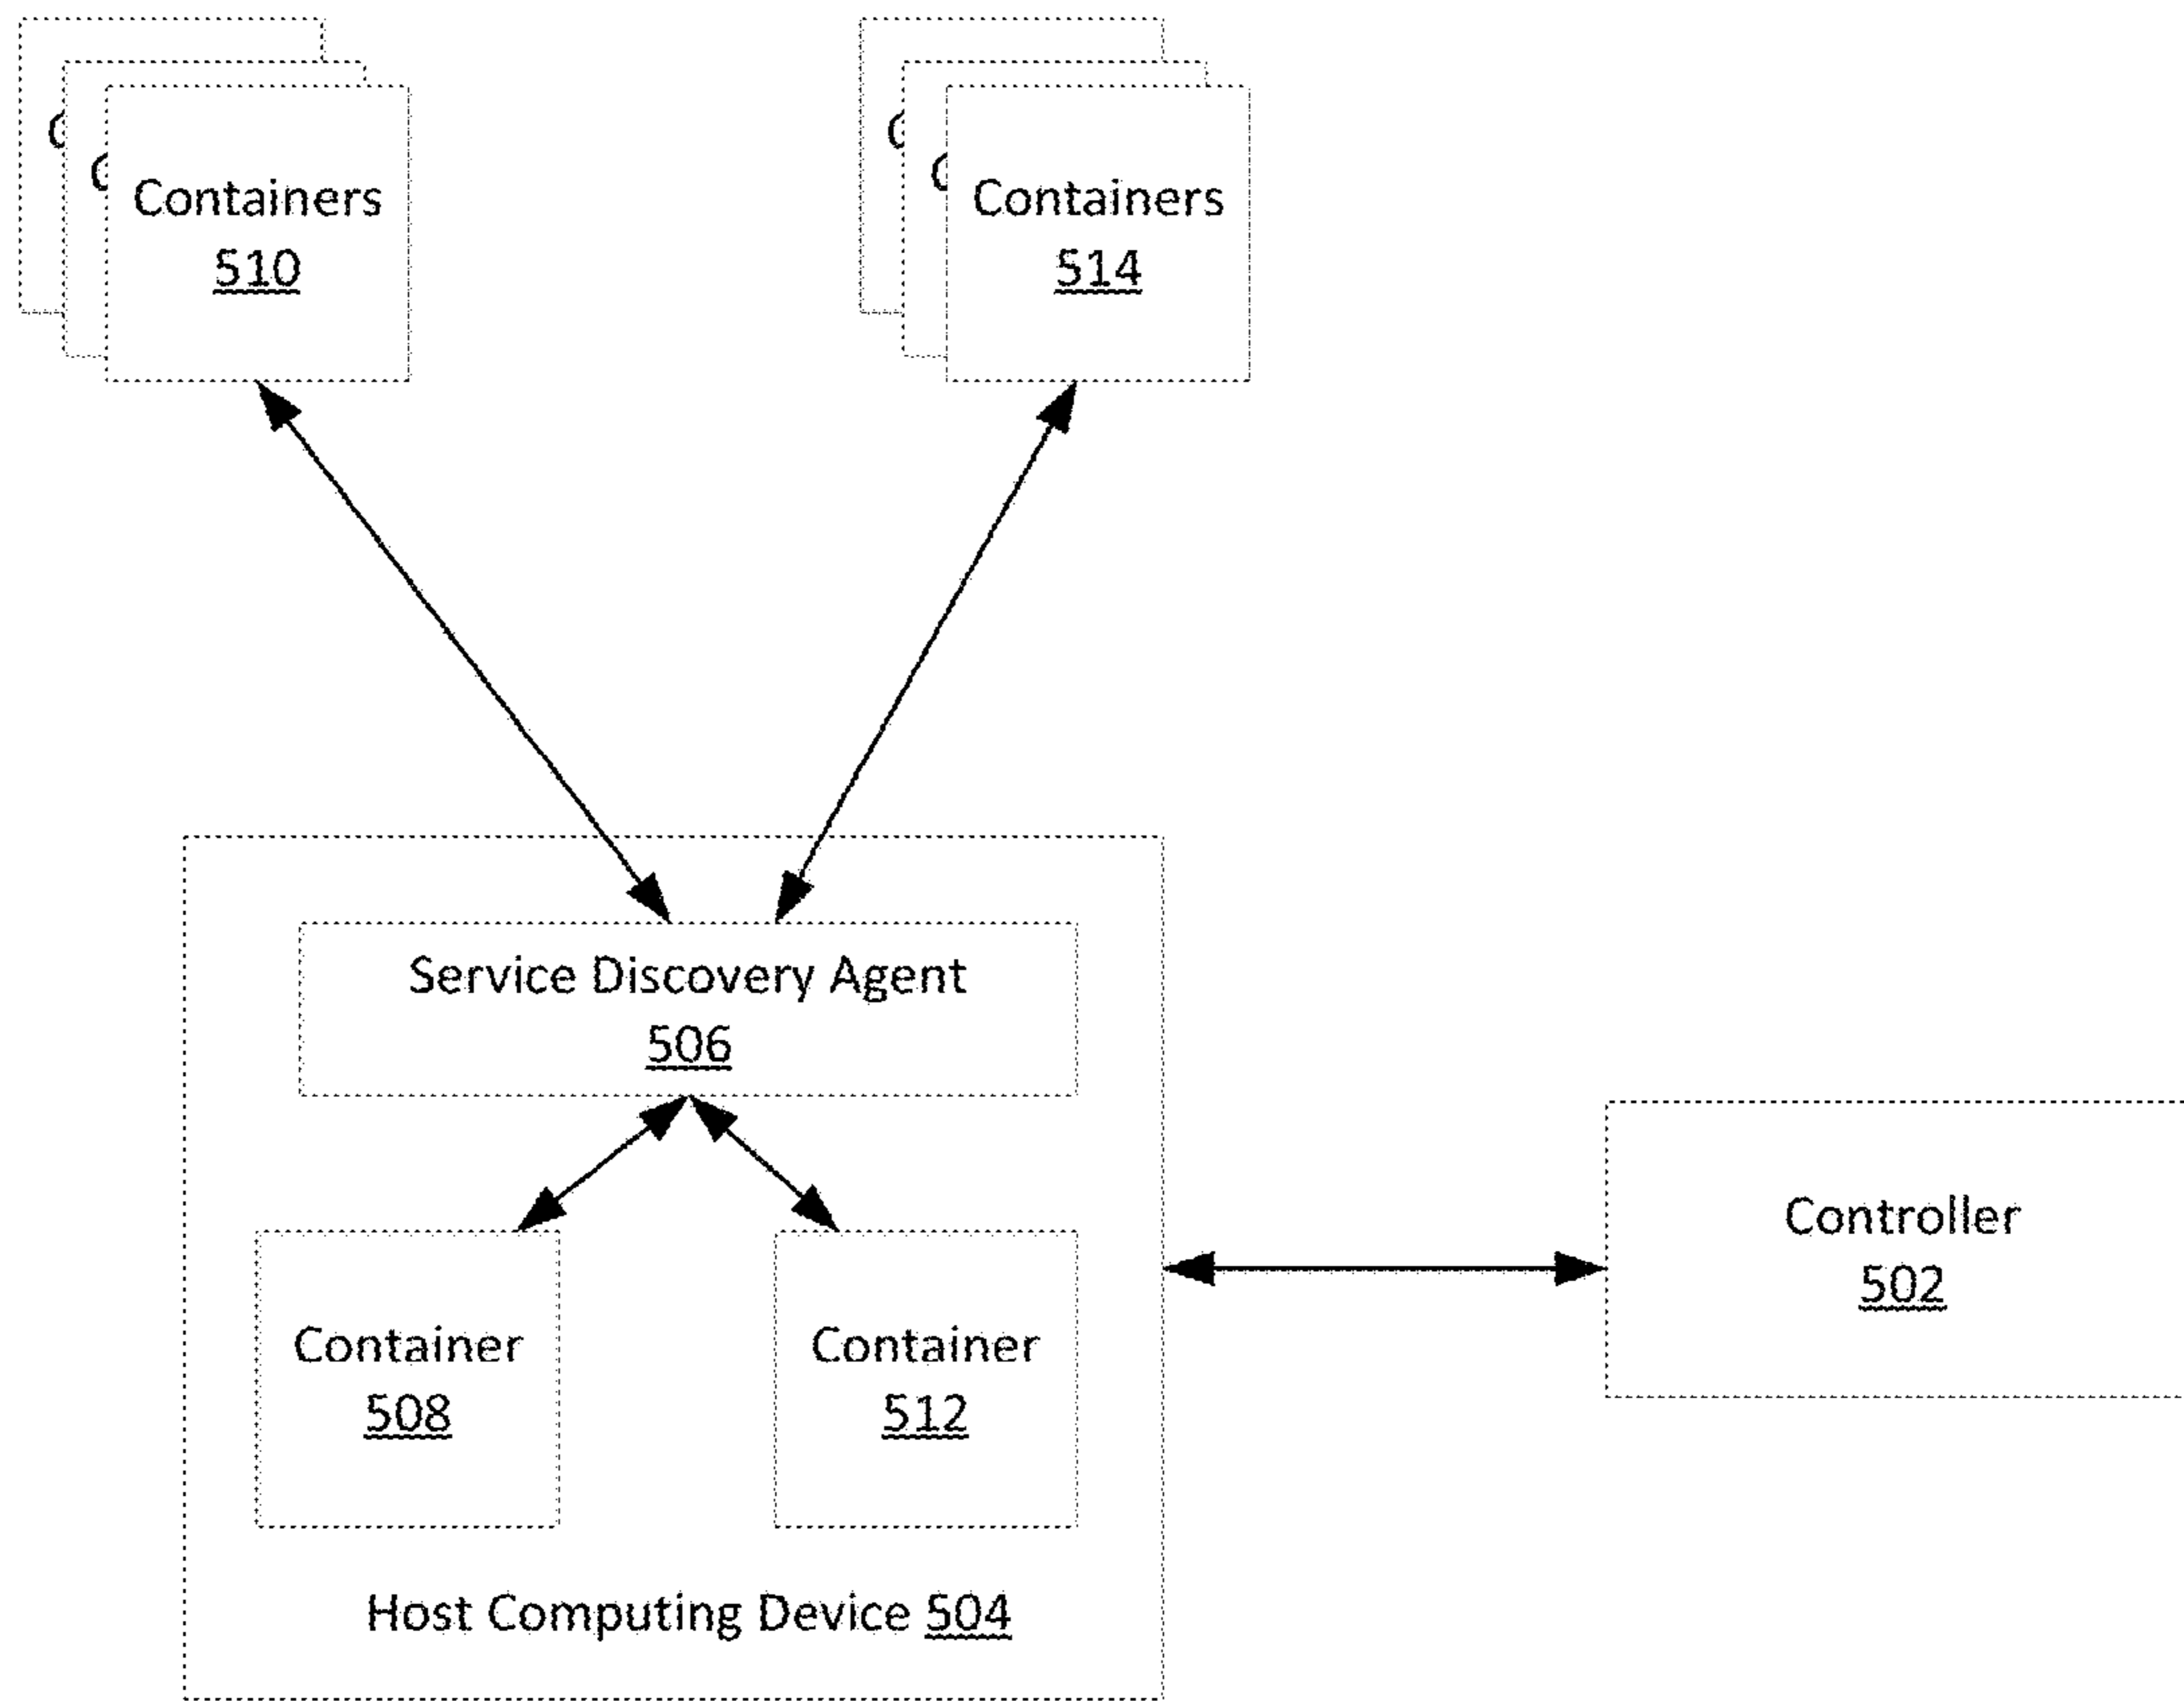 Containers
510
Containers
514
Service Discovery Agent
506
Container
508
Container
512
Host Computing Device 504
Controller
502